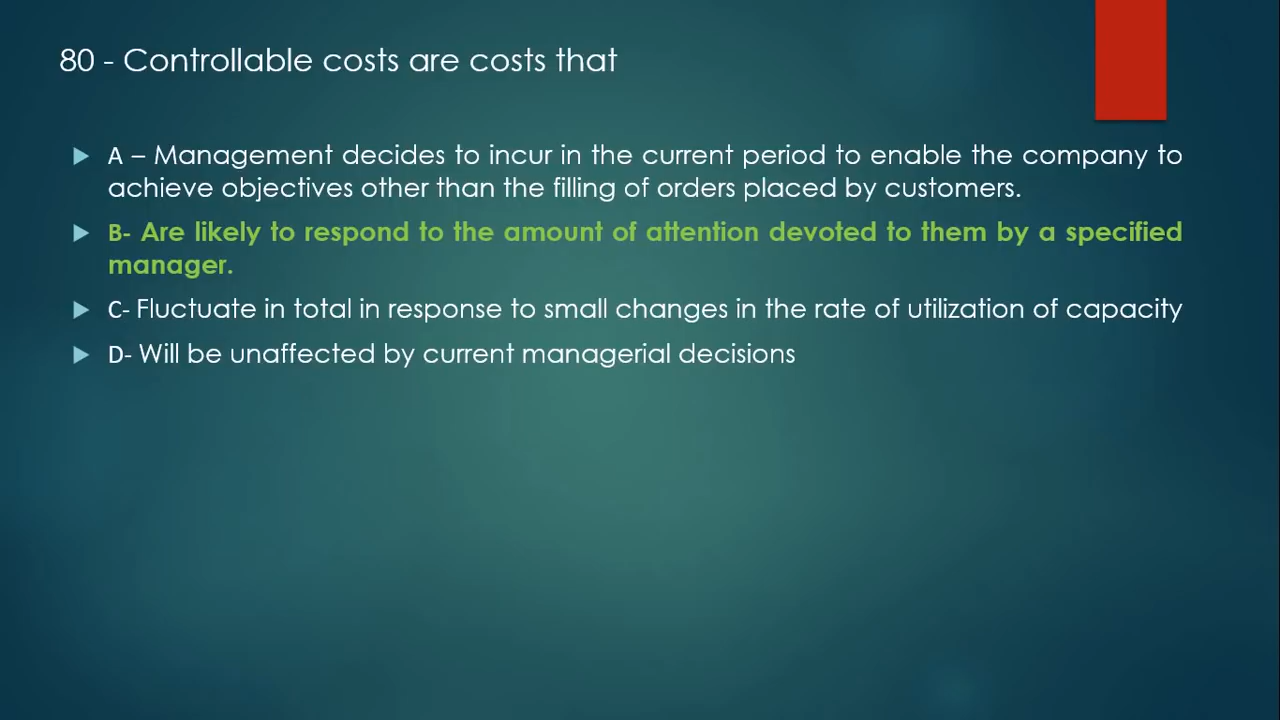 80 - Controllable costs are costs that
A – Management decides to incur in the current period to enable the company to
achieve objectives other than the filling of orders placed by customers.
B- Are likely to respond to the amount of attention devoted to them by a specified
manager.
C- Fluctuate in total in response to small changes in the rate of utilization of capacity
D- Will be unaffected by current managerial decisions